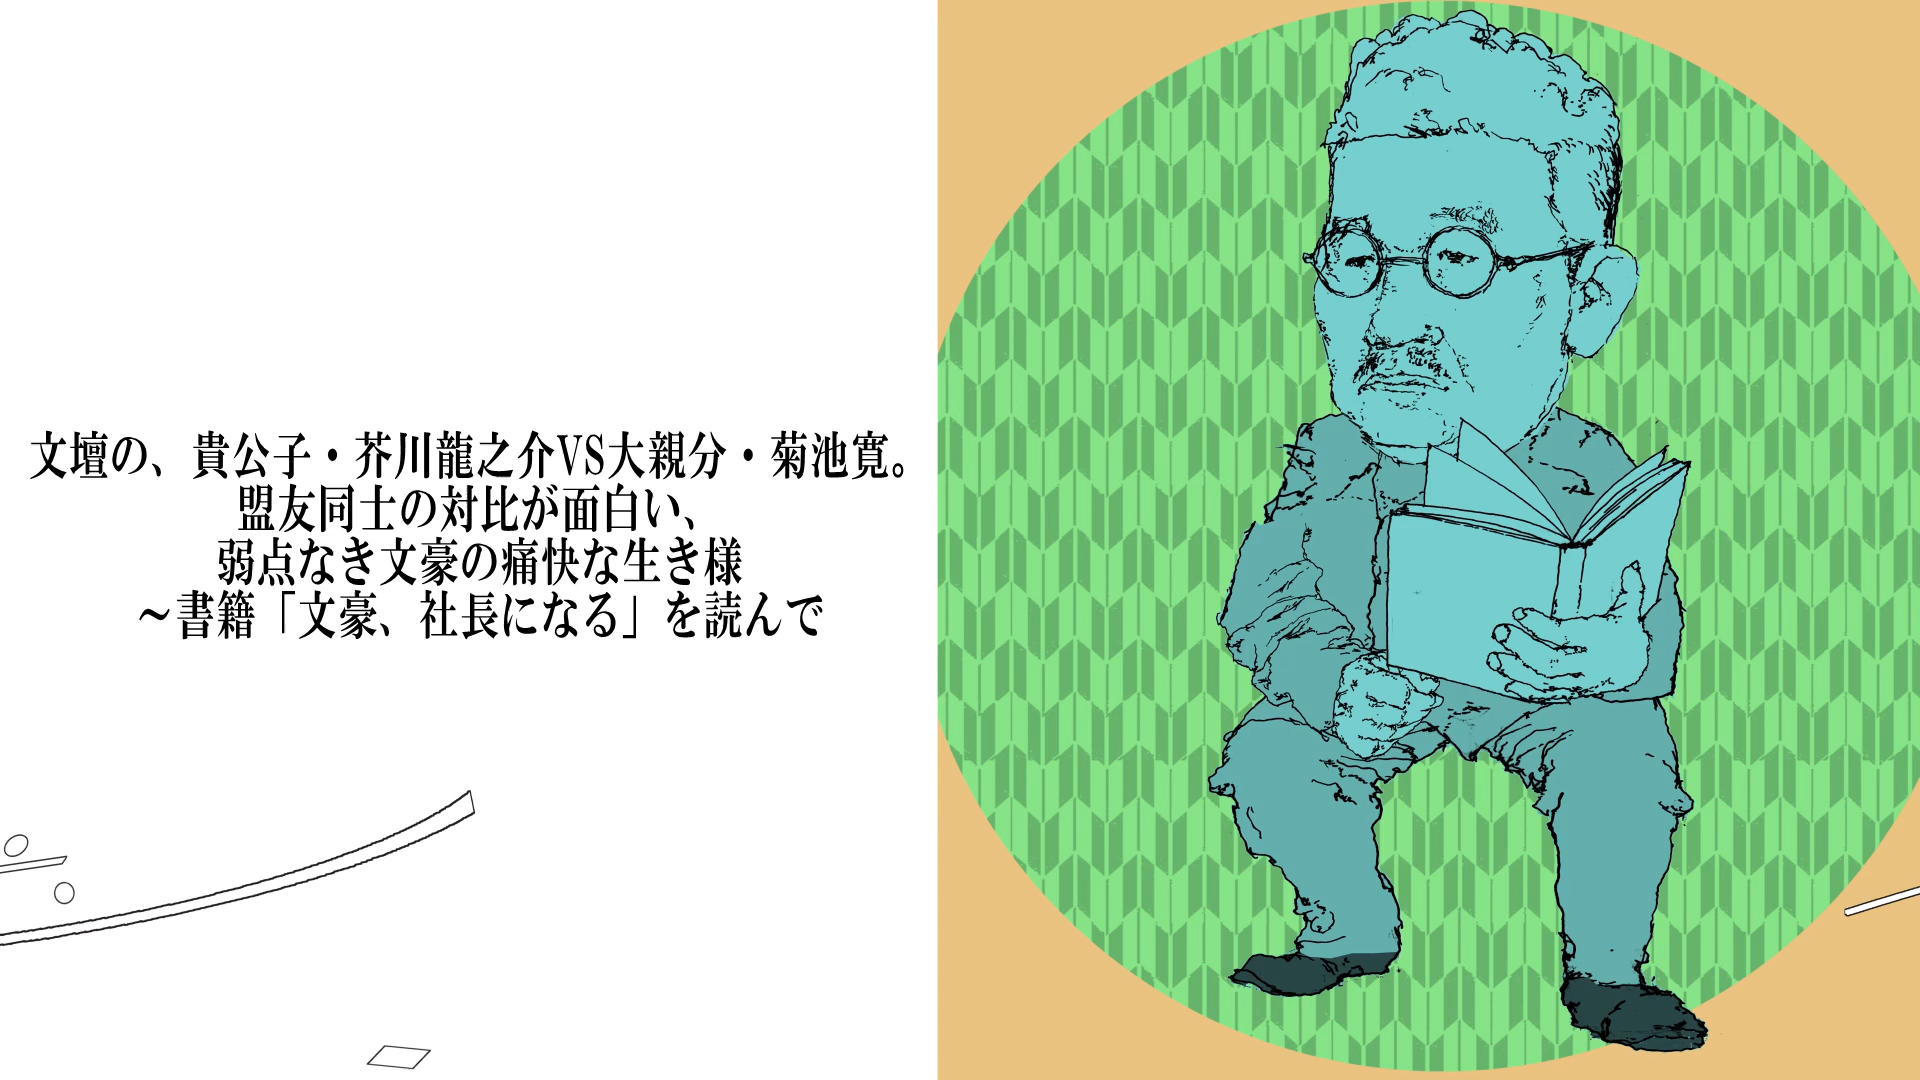 文壇の、貴公子・芥川龍之介VS大親分・菊池寛。
盟友同士の対比が面白い、
弱点なき文豪の痛快な生き様
～書籍「文豪、社長になる」を読んで